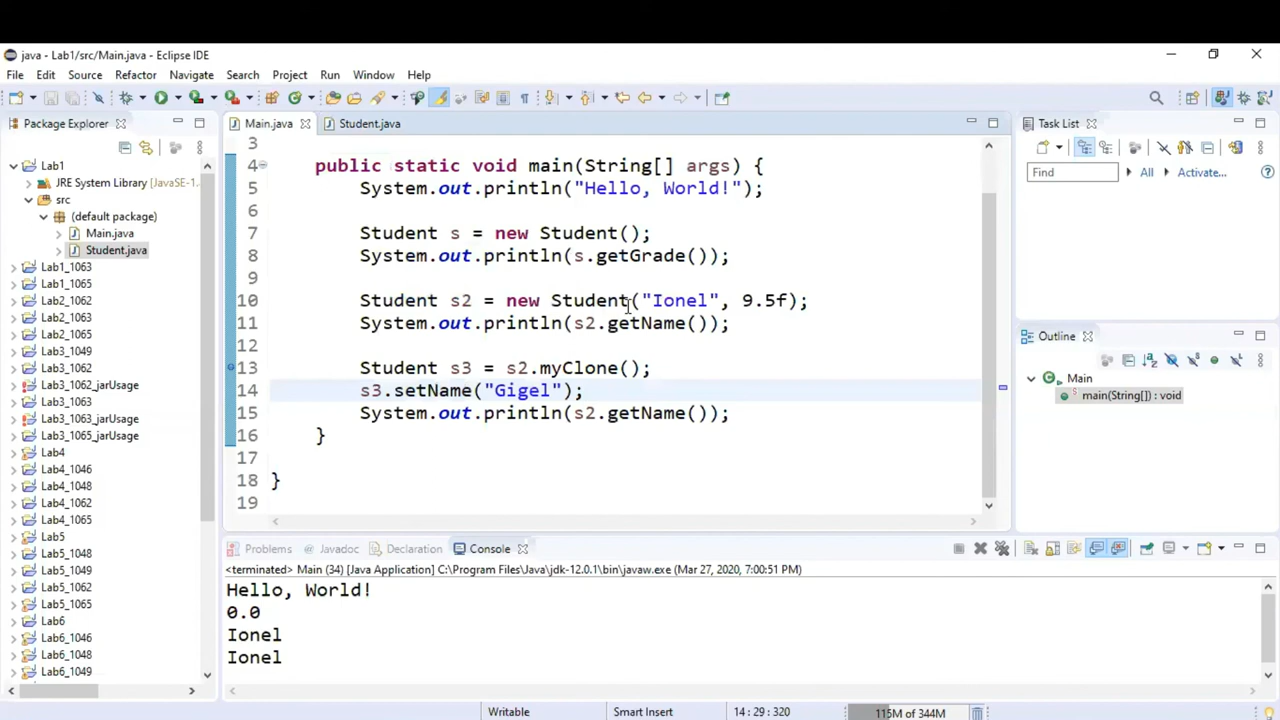 java - Lab1/src/Main.java - Eclipse IDE
File Edit Source Refactor Navigate Search Project Run Window Help
Package Explorer
Lab1
JRE System Library [JavaSE-1.
src
(default package)
Main.java
Student.java
Lab1_1063
Lab1_1065
Lab2_1062
Lab2_1063
Lab3_1049
Lab3_1062
Lab3_1062_jarUsage
Lab3_1063
Lab3_1065_jarUsage
Lab4
Lab4_1046
Lab4_1048
Lab4_1062
Lab4_1065
Lab5
Lab5_1048
Lab5_1049
Lab5_1062
Lab5_1065
Lab6
Lab6_1046
Lab6_1048
Lab6_1049
Main.java Student.java
3
4 public static void main(String[] args) {
5 System.out.println("Hello, World!");
6
7 Student s = new Student();
8 System.out.println(s.getGrade());
9
10 Student s2 = new Student("Ionel", 9.5f);
11 System.out.println(s2.getName());
12
13 Student s3 = s2.myClone();
14 s3.setName("Gigel");
15 System.out.println(s2.getName());
16 }
17
18 }
19
Task List
Find All Activate...
Outline
Main
main(String[]) : void
Problems Javadoc Declaration Console
<terminated> Main (34) [Java Application] C:\Program Files\Java\jdk-12.0.1\bin\javaw.exe (Mar 27, 2020, 7:00:51 PM)
Hello, World!
0.0
Ionel
Ionel
Writable Smart Insert 14 : 29 : 320 115M of 344M